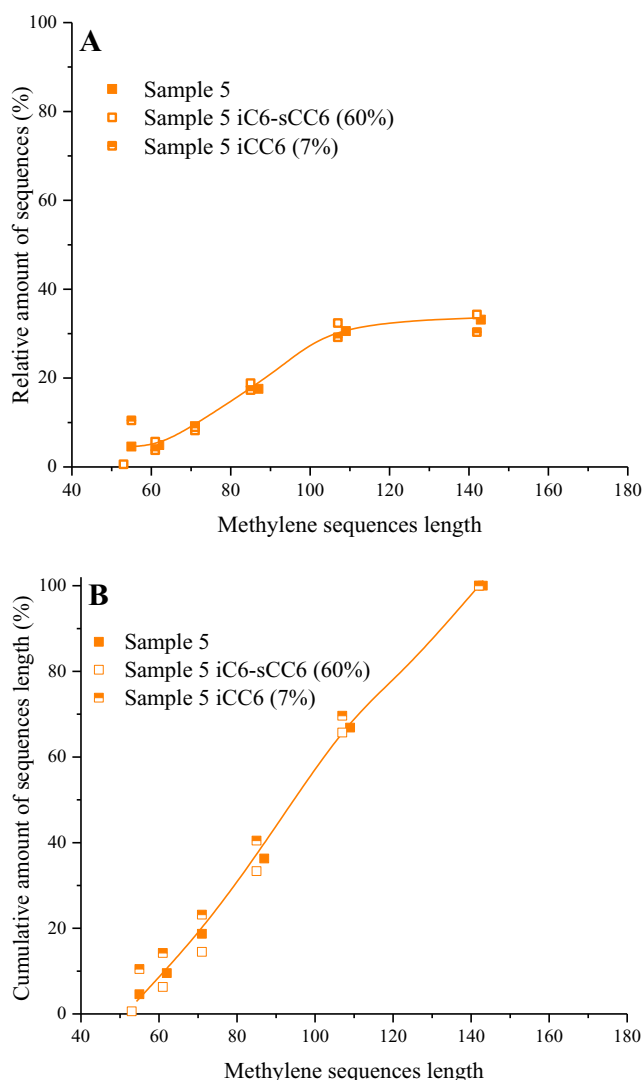 A
Sample 5
Sample 5 iC6-sCC6 (60%)
Sample 5 iCC6 (7%)
Relative amount of sequences (%)
100
80
60
40
20
0
40 60 80 100 120 140 160 180
Methylene sequences length
B
Sample 5
Sample 5 iC6-sCC6 (60%)
Sample 5 iCC6 (7%)
Cumulative amount of sequences length (%)
100
80
60
40
20
0
40 60 80 100 120 140 160 180
Methylene sequences length